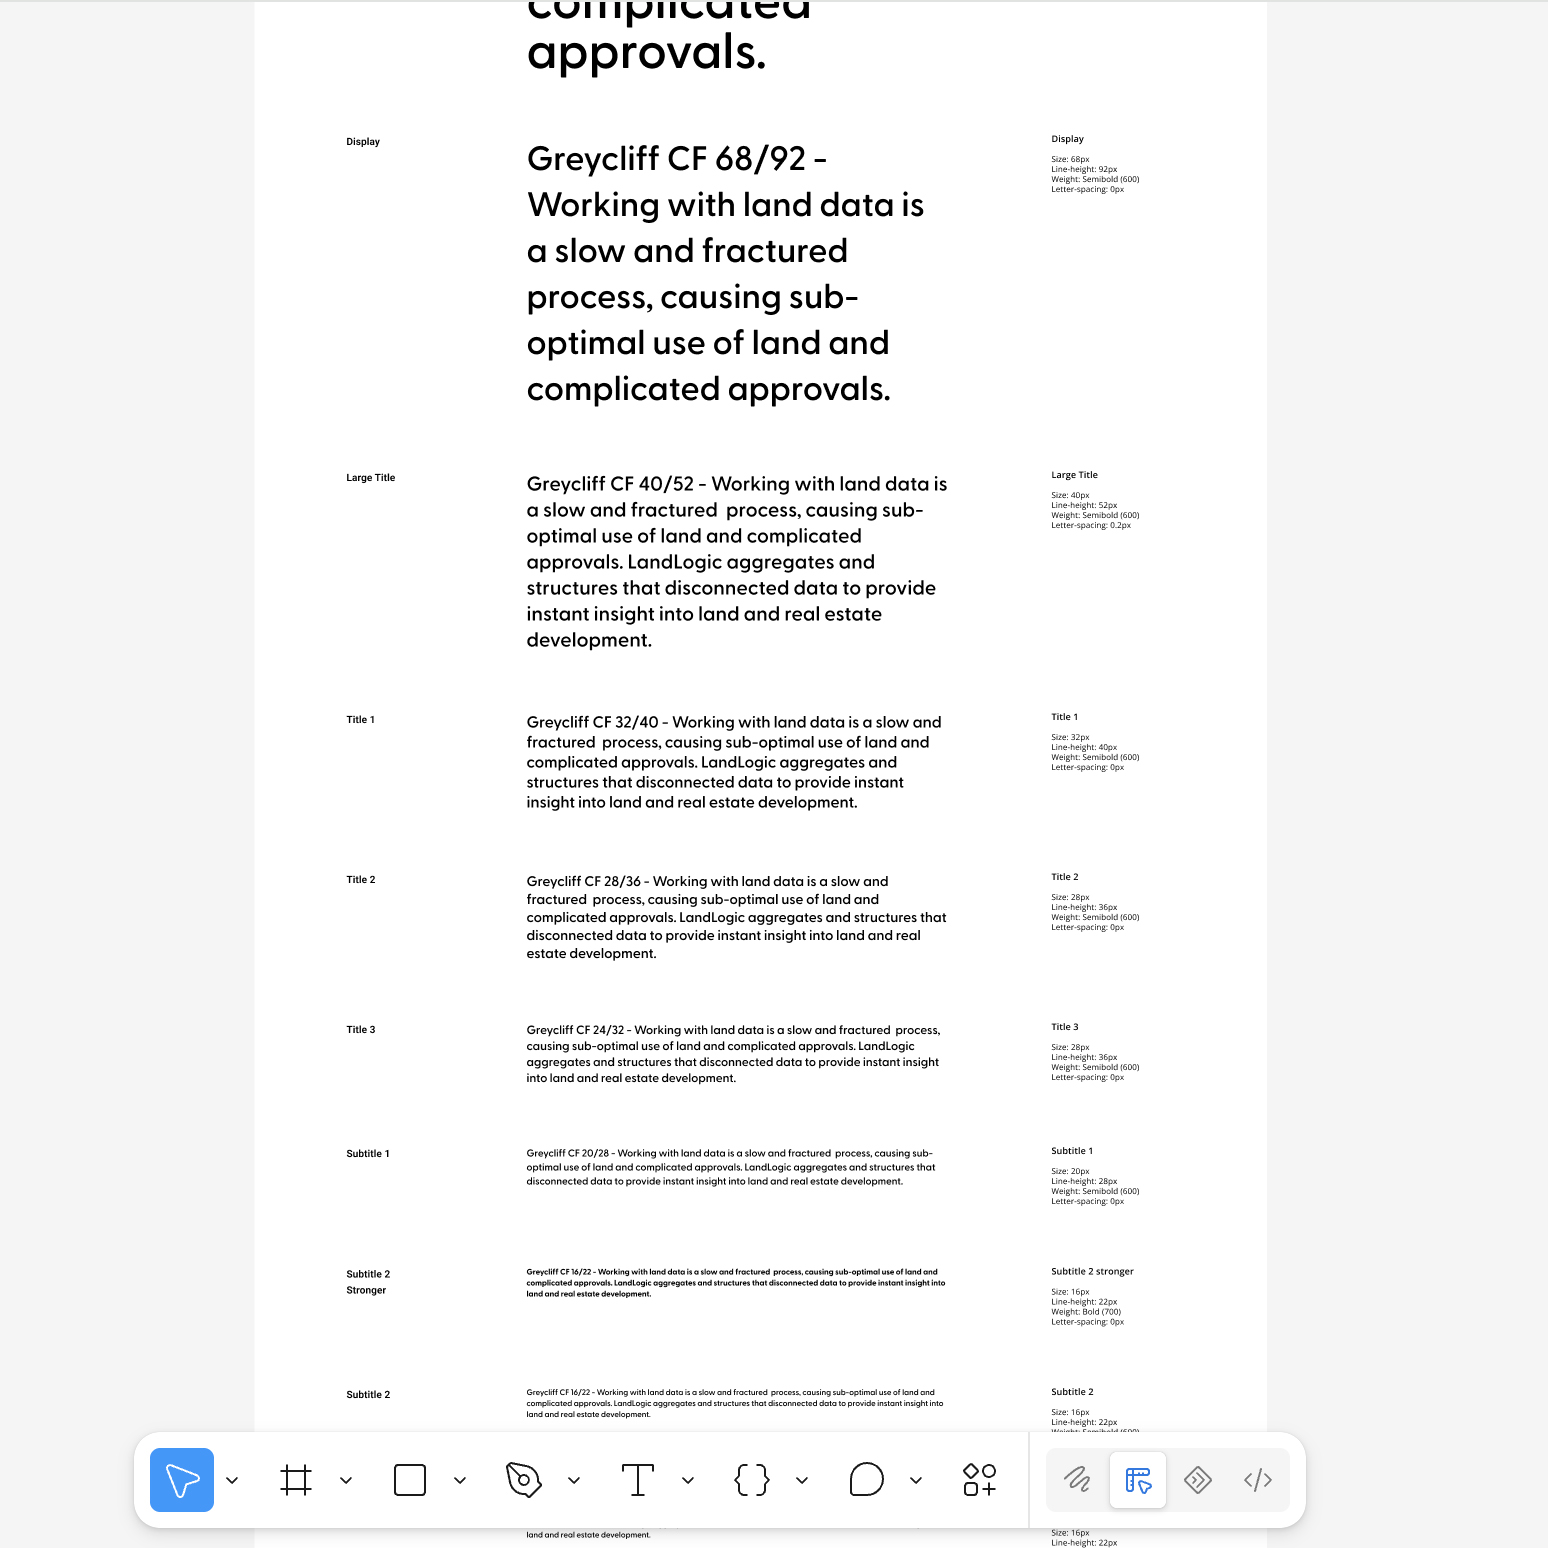 complicated
approvals.
Display
Greycliff CF 68/92 -
Working with land data is
a slow and fractured
process, causing sub-
optimal use of land and
complicated approvals.
Display
Size: 68px
Line-height: 92px
Weight: Semibold (600)
Letter-spacing: 0px
Large Title
Greycliff CF 40/52 - Working with land data is
a slow and fractured  process, causing sub-
optimal use of land and complicated
approvals. LandLogic aggregates and
structures that disconnected data to provide
instant insight into land and real estate
development.
Large Title
Size: 40px
Line-height: 52px
Weight: Semibold (600)
Letter-spacing: 0.2px
Title 1
Greycliff CF 32/40 - Working with land data is a slow and
fractured  process, causing sub-optimal use of land and
complicated approvals. LandLogic aggregates and
structures that disconnected data to provide instant
insight into land and real estate development.
Title 1
Size: 32px
Line-height: 40px
Weight: Semibold (600)
Letter-spacing: 0px
Title 2
Greycliff CF 28/36 - Working with land data is a slow and
fractured  process, causing sub-optimal use of land and
complicated approvals. LandLogic aggregates and structures that
disconnected data to provide instant insight into land and real
estate development.
Title 2
Size: 28px
Line-height: 36px
Weight: Semibold (600)
Letter-spacing: 0px
Title 3
Greycliff CF 24/32 - Working with land data is a slow and fractured  process,
causing sub-optimal use of land and complicated approvals. LandLogic
aggregates and structures that disconnected data to provide instant insight
into land and real estate development.
Title 3
Size: 28px
Line-height: 36px
Weight: Semibold (600)
Letter-spacing: 0px
Subtitle 1
Greycliff CF 20/28 - Working with land data is a slow and fractured  process, causing sub-
optimal use of land and complicated approvals. LandLogic aggregates and structures that
disconnected data to provide instant insight into land and real estate development.
Subtitle 1
Size: 20px
Line-height: 28px
Weight: Semibold (600)
Letter-spacing: 0px
Subtitle 2
Stronger
Greycliff CF 16/22 - Working with land data is a slow and fractured  process, causing sub-optimal use of land and
complicated approvals. LandLogic aggregates and structures that disconnected data to provide instant insight into
land and real estate development.
Subtitle 2 stronger
Size: 16px
Line-height: 22px
Weight: Bold (700)
Letter-spacing: 0px
Subtitle 2
Greycliff CF 16/22 - Working with land data is a slow and fractured  process, causing sub-optimal use of land and
complicated approvals. LandLogic aggregates and structures that disconnected data to provide instant insight into
land and real estate development.
Subtitle 2
Size: 16px
Line-height: 22px
Weight: Semibold (600)
land and real estate development.
Size: 16px
Line-height: 22px